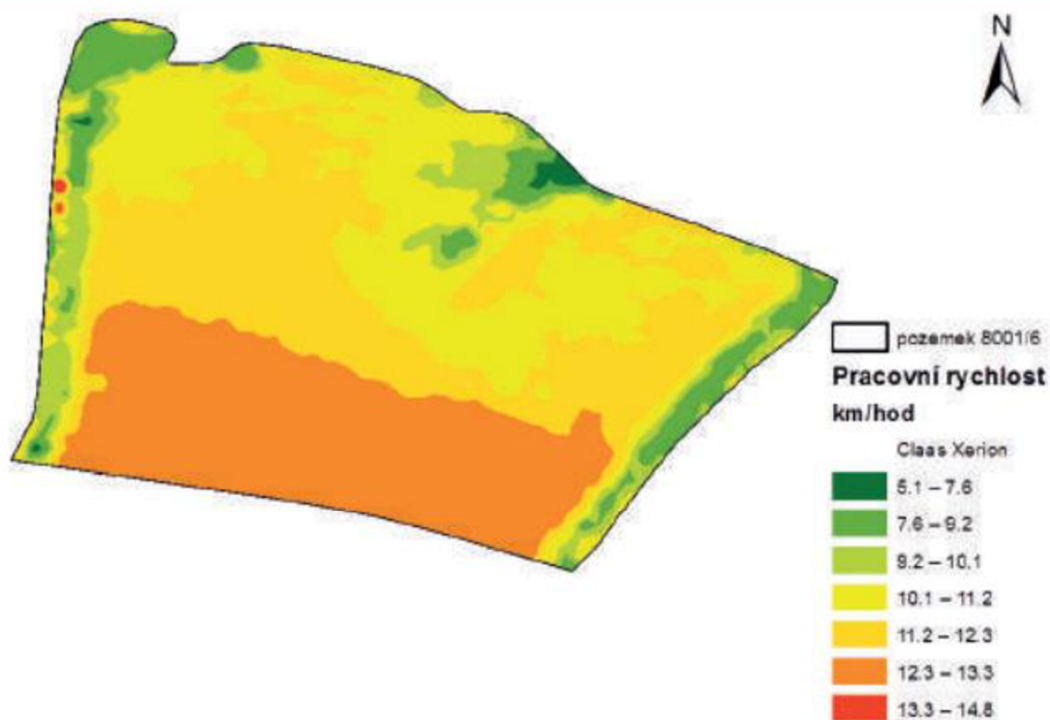 N
pozemek 8001/6
Pracovní rychlost
km/hod
Claas Xerion
5.1 – 7.6
7.6 – 9.2
9.2 – 10.1
10.1 – 11.2
11.2 – 12.3
12.3 – 13.3
13.3 – 14.8